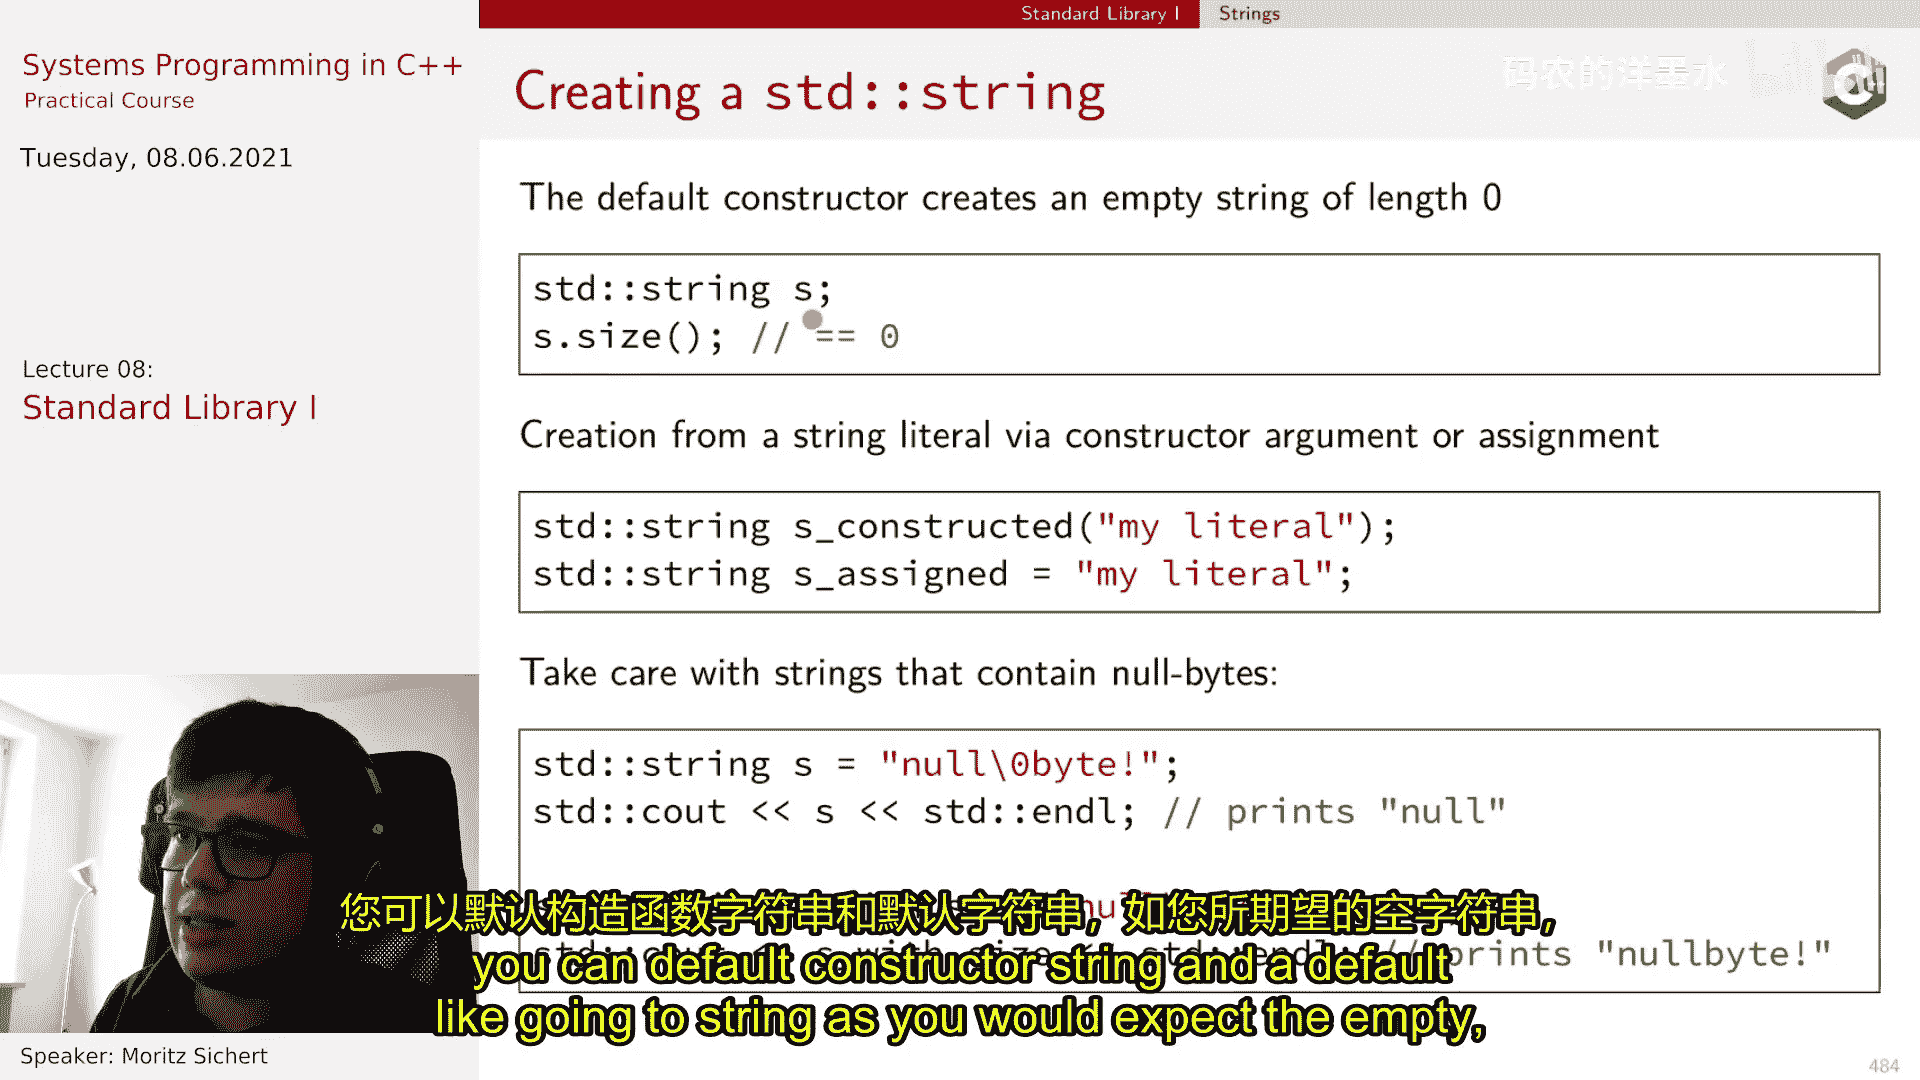 Standard Library I
Strings
Systems Programming in C++
Practical Course
Tuesday, 08.06.2021
Lecture 08:
Standard Library I
Speaker: Moritz Sichert
Creating a std::string
码农的洋墨水
The default constructor creates an empty string of length 0
std::string s;
s.size(); // == 0
Creation from a string literal via constructor argument or assignment
std::string s_constructed("my literal");
std::string s_assigned = "my literal";
Take care with strings that contain null-bytes:
std::string s = "null\0byte!";
std::cout << s << std::endl; // prints "null"
prints "nullbyte!"
您可以默认构造函数字符串和默认字符串，如您所期望的空字符串，
you can default constructor string and a default
like going to string as you would expect the empty,
484